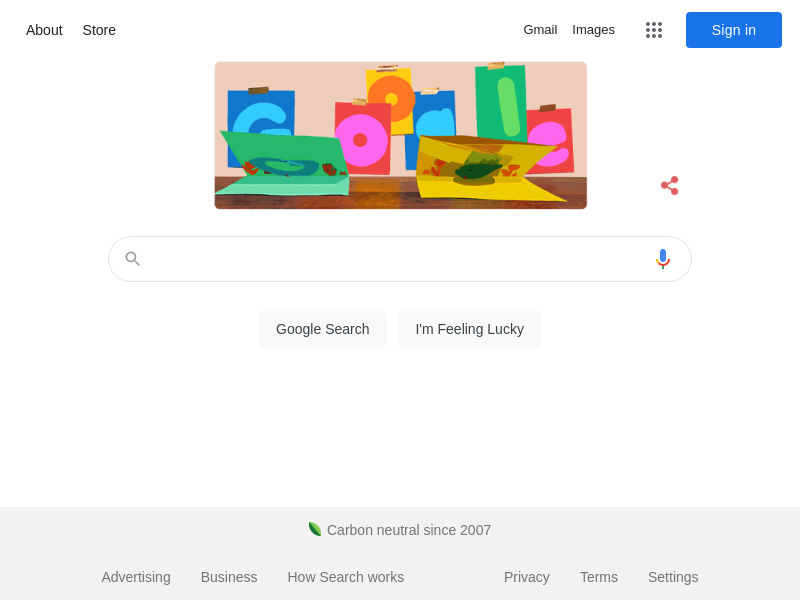 About Store Gmail Images Sign in
Google
Google Search I'm Feeling Lucky
Carbon neutral since 2007
Advertising Business How Search works Privacy Terms Settings